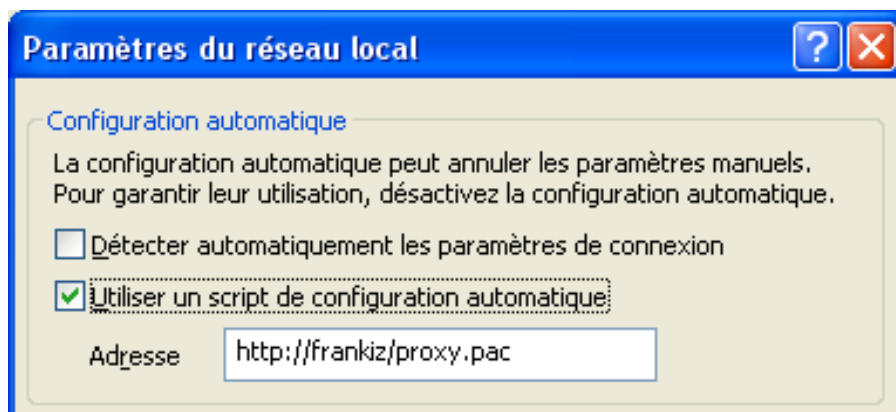 Paramètres du réseau local
Configuration automatique
La configuration automatique peut annuler les paramètres manuels.
Pour garantir leur utilisation, désactivez la configuration automatique.
Détecter automatiquement les paramètres de connexion
Utiliser un script de configuration automatique
Adresse http://frankiz/proxy.pac